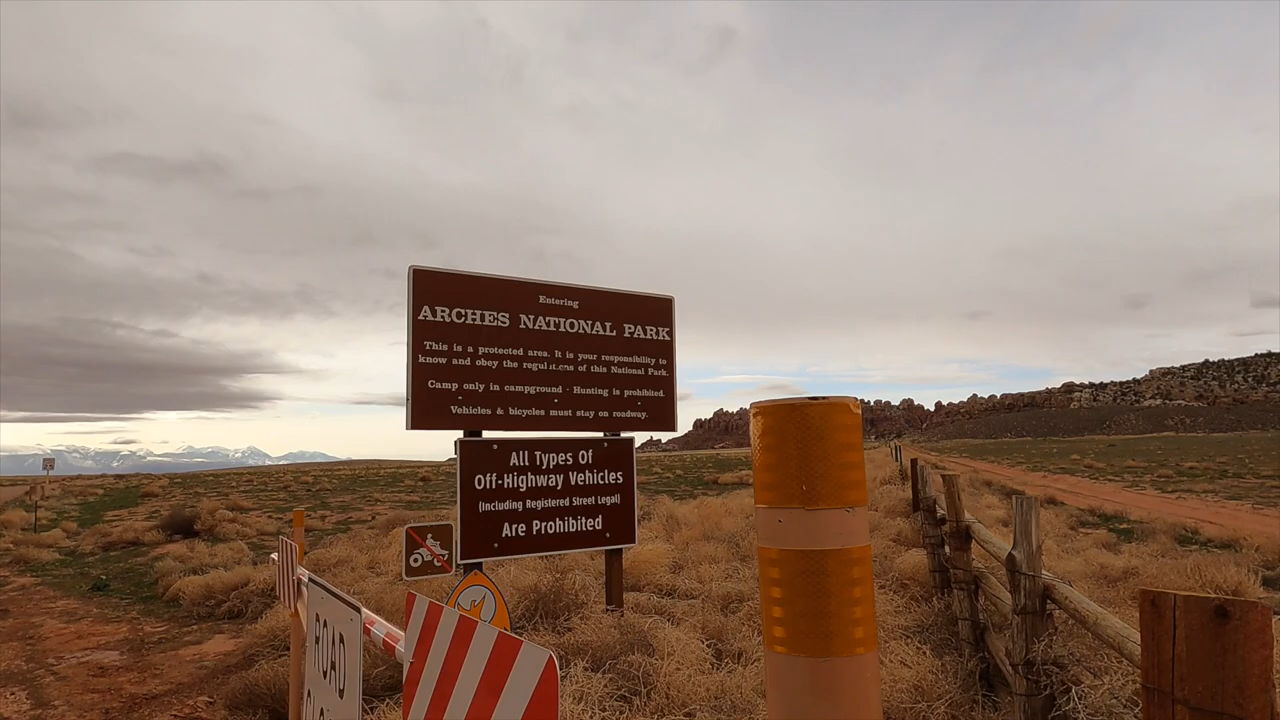 Entering
ARCHES NATIONAL PARK
This is a protected area. It is your responsibility to
know and obey the regulations of this National Park.
Camp only in campground · Hunting is prohibited.
Vehicles & bicycles must stay on roadway.
All Types Of
Off-Highway Vehicles
(Including Registered Street Legal)
Are Prohibited
ROAD